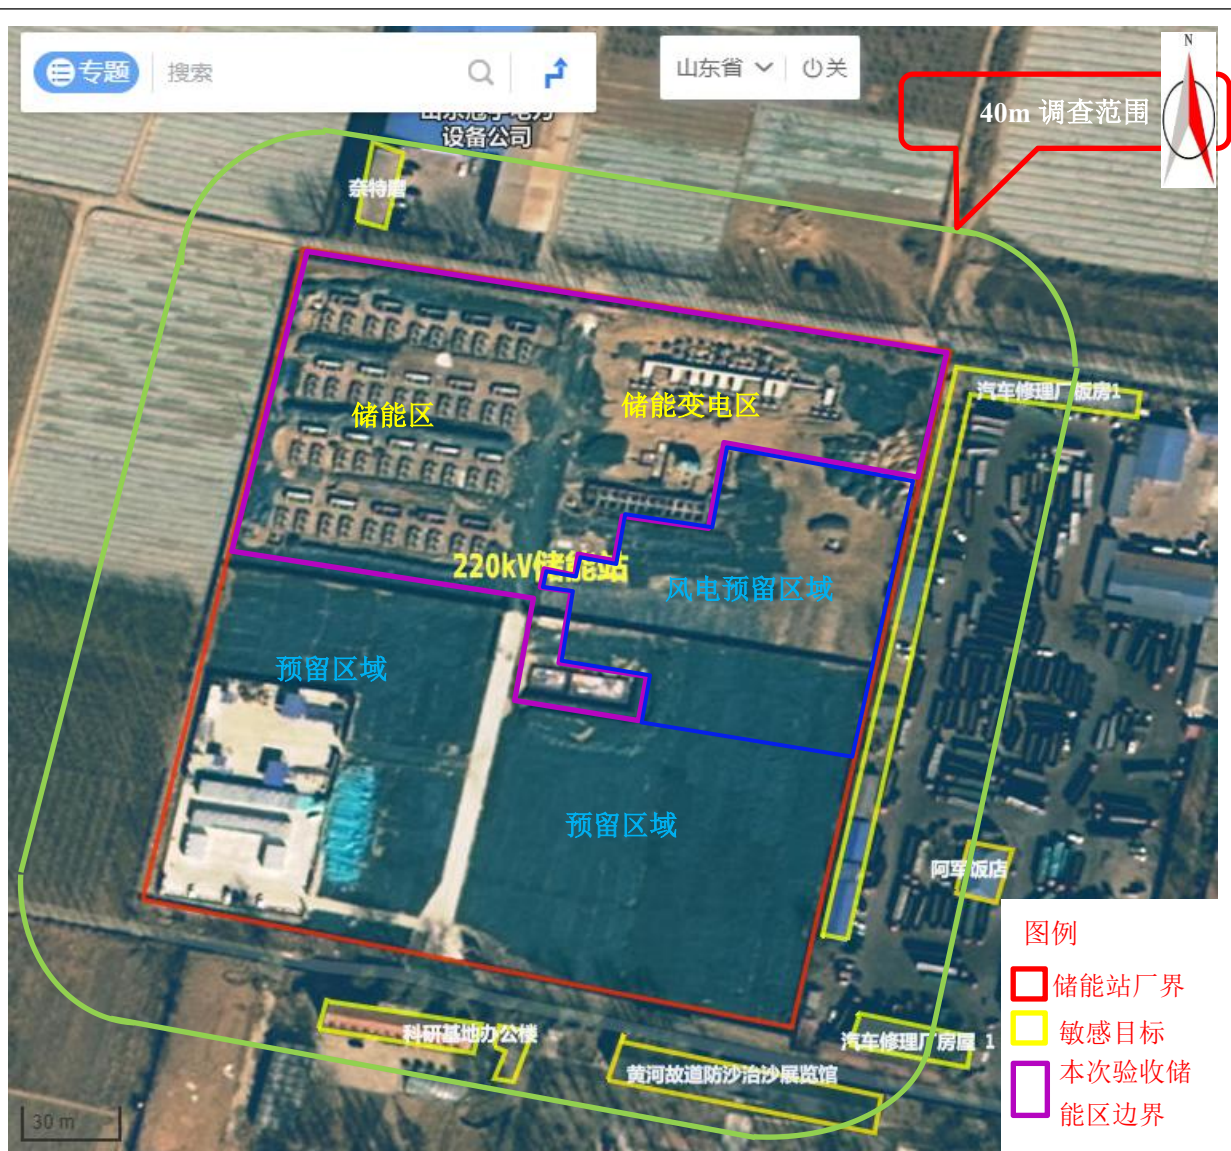 专题
搜索
山东省
关
N
40m 调查范围
设备公司
储能区
储能变电区
汽车修理厂板房1
220kV储能站
风电预留区域
预留区域
预留区域
阿军饭店
科研基地办公楼
黄河故道防沙治沙展览馆
汽车修理厂房屋 1
30 m
图例
储能站厂界
敏感目标
本次验收储
能区边界